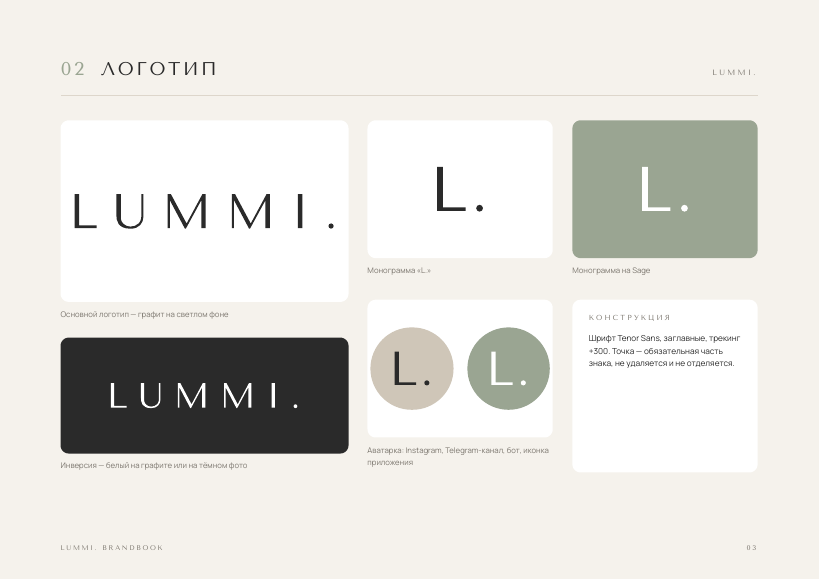 02 ЛОГОТИП
LUMMI.
LUMMI.
Основной логотип — графит на светлом фоне
LUMMI.
Инверсия — белый на графите или на тёмном фото
L.
Монограмма «L.»
L.
Монограмма на Sage
L. L.
Аватарка: Instagram, Telegram-канал, бот, иконка
приложения
КОНСТРУКЦИЯ
Шрифт Tenor Sans, заглавные, трекинг
+300. Точка — обязательная часть
знака, не удаляется и не отделяется.
LUMMI. BRANDBOOK
03